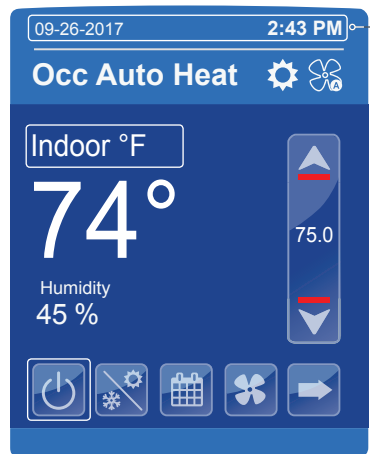 09-26-2017 2:43 PM
Occ Auto Heat A
Indoor °F
74°
75.0
Humidity
45 %